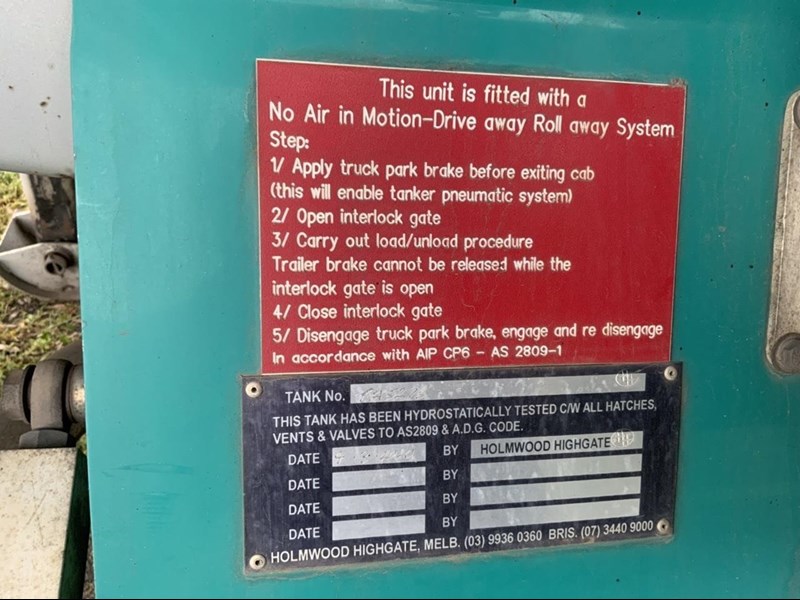 This unit is fitted with a
No Air in Motion-Drive away Roll away System
Step:
1/ Apply truck park brake before exiting cab
(this will enable tanker pneumatic system)
2/ Open interlock gate
3/ Carry out load/unload procedure
Trailer brake cannot be released while the
interlock gate is open
4/ Close interlock gate
5/ Disengage truck park brake, engage and re disengage
In accordance with AIP CP6 - AS 2809-1
TANK No.
THIS TANK HAS BEEN HYDROSTATICALLY TESTED C/W ALL HATCHES,
VENTS & VALVES TO AS2809 & A.D.G. CODE.
DATE BY HOLMWOOD HIGHGATE
DATE BY
DATE BY
DATE BY
HOLMWOOD HIGHGATE, MELB. (03) 9936 0360 BRIS. (07) 3440 9000